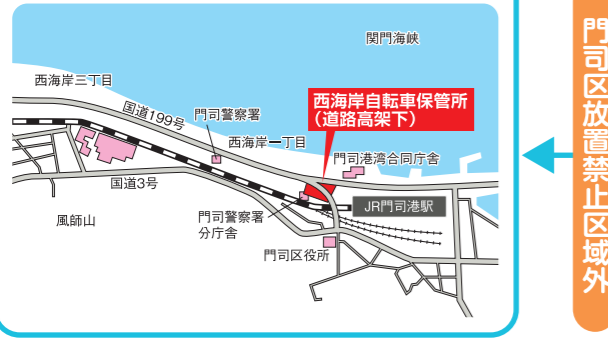 関門海峡
西海岸三丁目
国道199号
門司警察署
西海岸自転車保管所
(道路高架下)
西海岸一丁目
門司港湾合同庁舎
国道3号
JR門司港駅
風師山
門司警察署
分庁舎
門司区役所
門司区放置禁止区域外